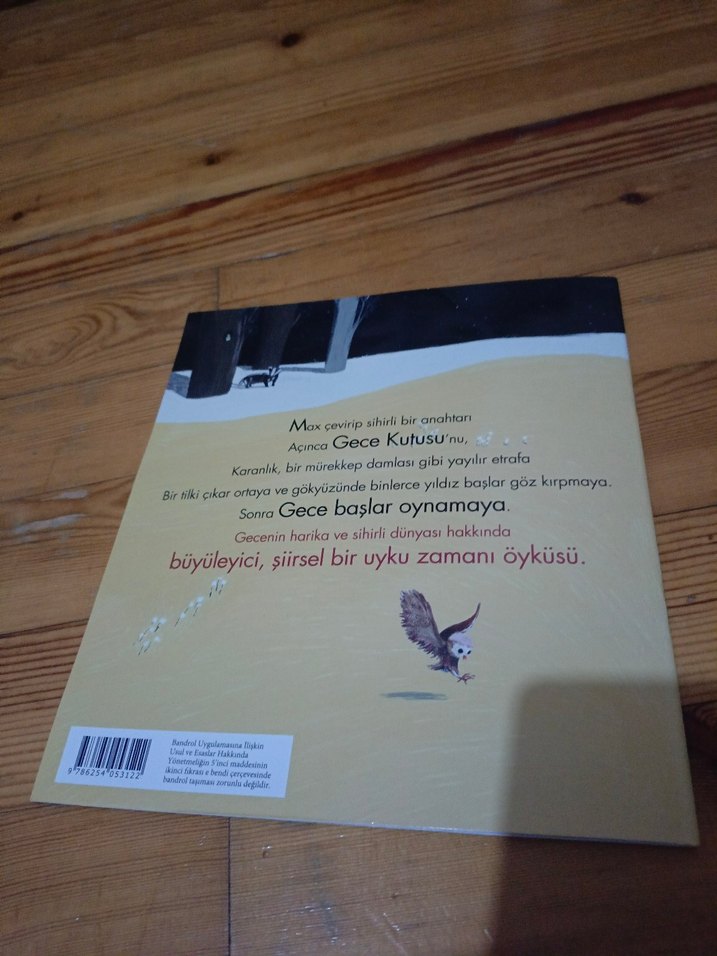 Max çevirip sihirli bir anahtarı
Açınca Gece Kutusu'nu,
Karanlık, bir mürekkep damlası gibi yayılır etrafa
Bir tilki çıkar ortaya ve gökyüzünde binlerce yıldız başlar göz kırpmaya.
Sonra Gece başlar oynamaya.
Gecenin harika ve sihirli dünyası hakkında
büyüleyici, şiirsel bir uyku zamanı öyküsü.
Bandrol Uygulamasına İlişkin
Usul ve Esaslar Hakkında
Yönetmeliğin 5'inci maddesinin
ikinci fıkrası e bendi çerçevesinde
bandrol taşıması zorunlu değildir.
9 786254 053122